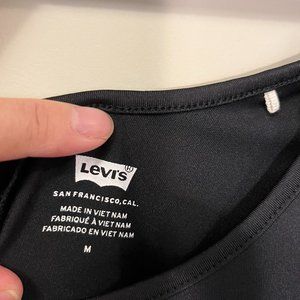 Levi's
SAN FRANCISCO, CAL.
MADE IN VIET NAM
FABRIQUÉ À VIET NAM
FABRICADO EN VIET NAM
M